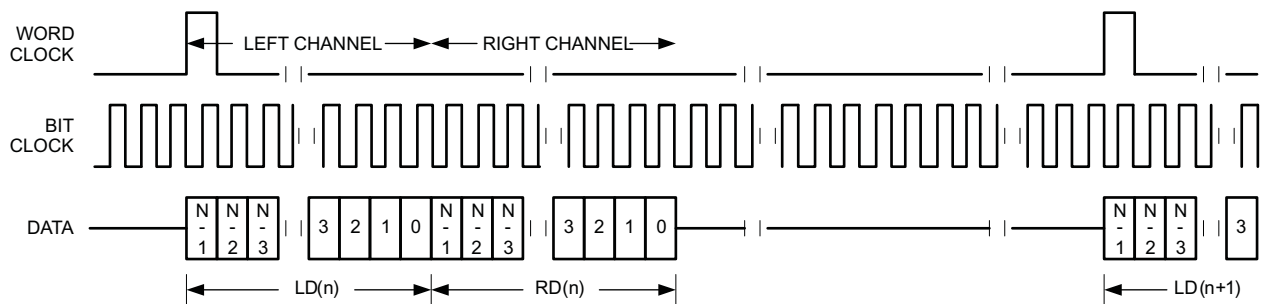 WORD
CLOCK
LEFT CHANNEL
RIGHT CHANNEL
BIT
CLOCK
DATA
N-1 N-2 N-3 3 2 1 0 N-1 N-2 N-3 3 2 1 0 N-1 N-2 N-3 3
LD(n) RD(n) LD(n+1)